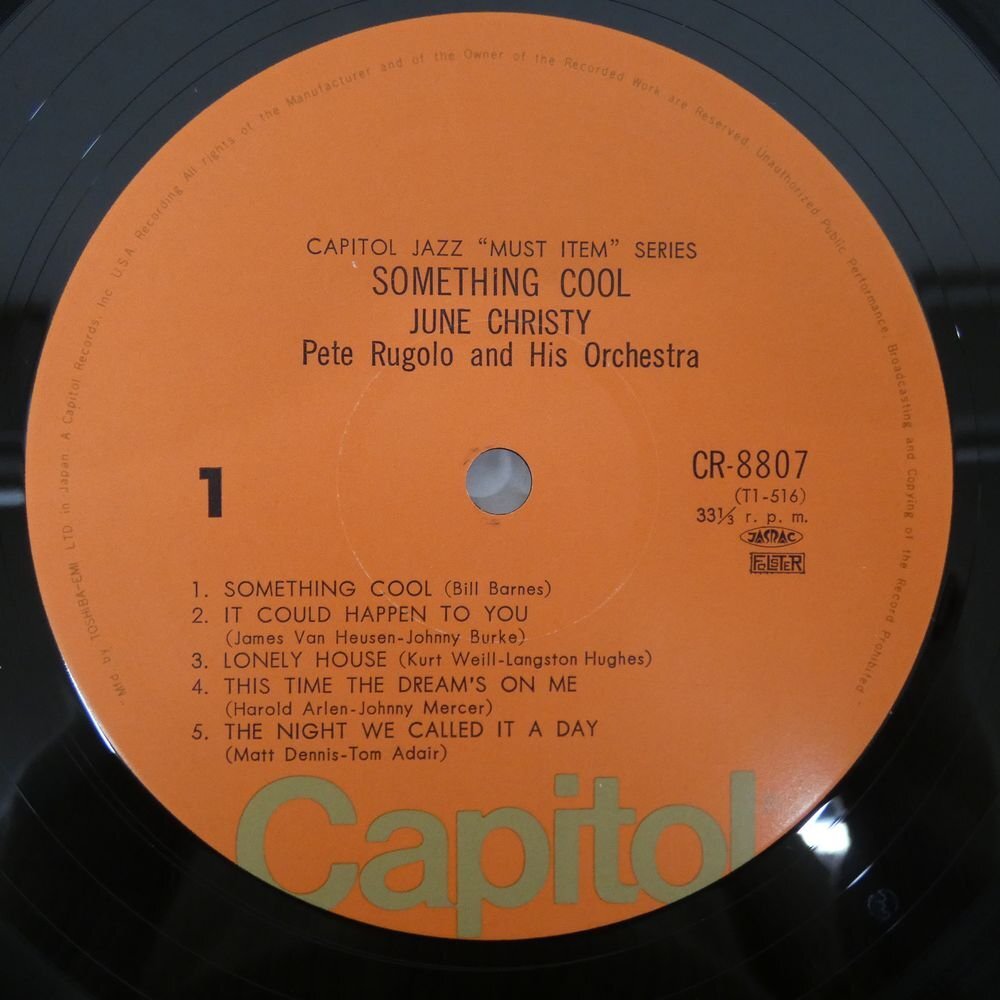 "Mfd. by TOSHIBA-EMI LTD in Japan A Capitol Records, Inc. U.S.A. Recording All rights of the Manufacturer and of the Owner of the Recorded Work are Reserved. Unauthorized Public Performance, Broadcasting and Copying of the Record Prohibited"
CAPITOL JAZZ “MUST ITEM” SERIES
SOMETHING COOL
JUNE CHRISTY
Pete Rugolo and His Orchestra
1
CR-8807
(T1-516)
33⅓ r. p. m.
JASRAC
FOLSTER
1. SOMETHING COOL (Bill Barnes)
2. IT COULD HAPPEN TO YOU
(James Van Heusen-Johnny Burke)
3. LONELY HOUSE (Kurt Weill-Langston Hughes)
4. THIS TIME THE DREAM'S ON ME
(Harold Arlen-Johnny Mercer)
5. THE NIGHT WE CALLED IT A DAY
(Matt Dennis-Tom Adair)
Capitol